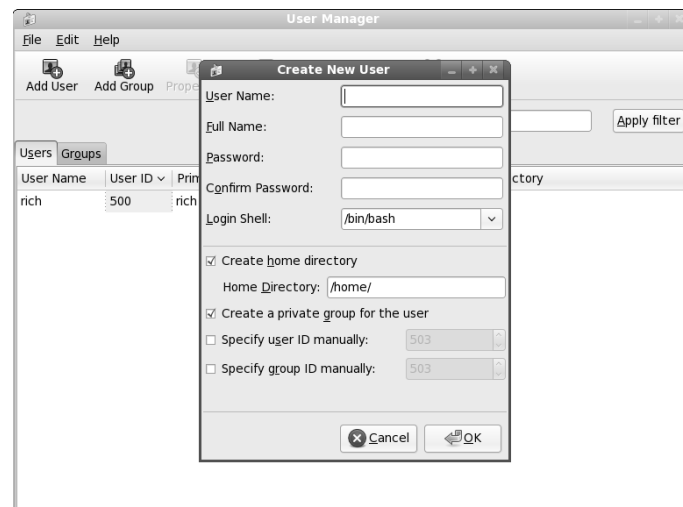 User Manager
File Edit Help
Add User Add Group Prope
Apply filter
Users Groups
User Name User ID Prim ctory
rich 500 rich
Create New User
User Name:
Full Name:
Password:
Confirm Password:
Login Shell: /bin/bash
Create home directory
Home Directory: /home/
Create a private group for the user
Specify user ID manually: 503
Specify group ID manually: 503
Cancel OK